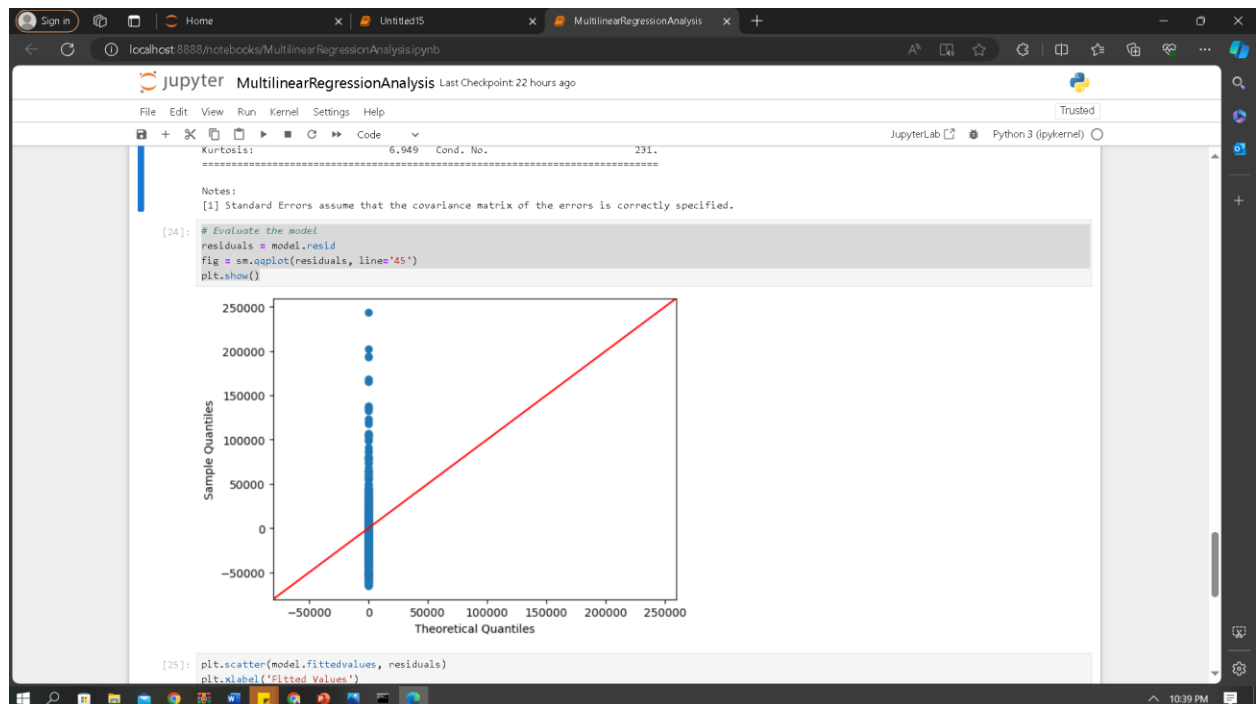 Sign in
Home
Untitled15
MultilinearRegressionAnalysis
localhost:8888/notebooks/MultilinearRegressionAnalysis.ipynb
jupyter MultilinearRegressionAnalysis Last Checkpoint: 22 hours ago
File Edit View Run Kernel Settings Help
Trusted
Code
JupyterLab
Python 3 (ipykernel)
Kurtosis: 6.949 Cond. No. 291.
==============================================================================
Notes:
[1] Standard Errors assume that the covariance matrix of the errors is correctly specified.
[24]: # Evaluate the model
residuals = model.resid
fig = sm.qqplot(residuals, line='45')
plt.show()
250000
200000
150000
100000
50000
0
−50000
Sample Quantiles
−50000 0 50000 100000 150000 200000 250000
Theoretical Quantiles
[25]: plt.scatter(model.fittedvalues, residuals)
plt.xlabel('Fitted Values')
10:39 PM